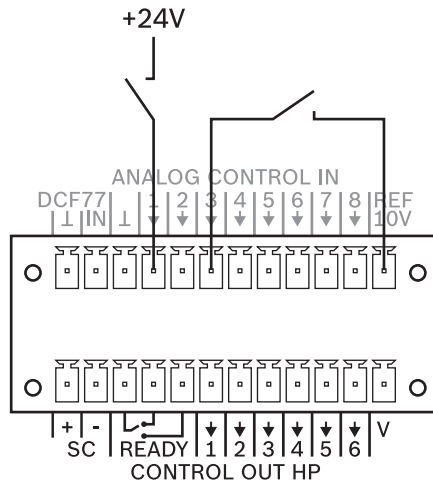 +24V
ANALOG CONTROL IN
DCF77 1 2 3 4 5 6 7 8 REF
⊥ IN ⊥ ↓ ↓ ↓ ↓ ↓ ↓ ↓ ↓ 10V
+ - ↓ ↓ ↓ ↓ ↓ ↓ V
SC READY 1 2 3 4 5 6
CONTROL OUT HP